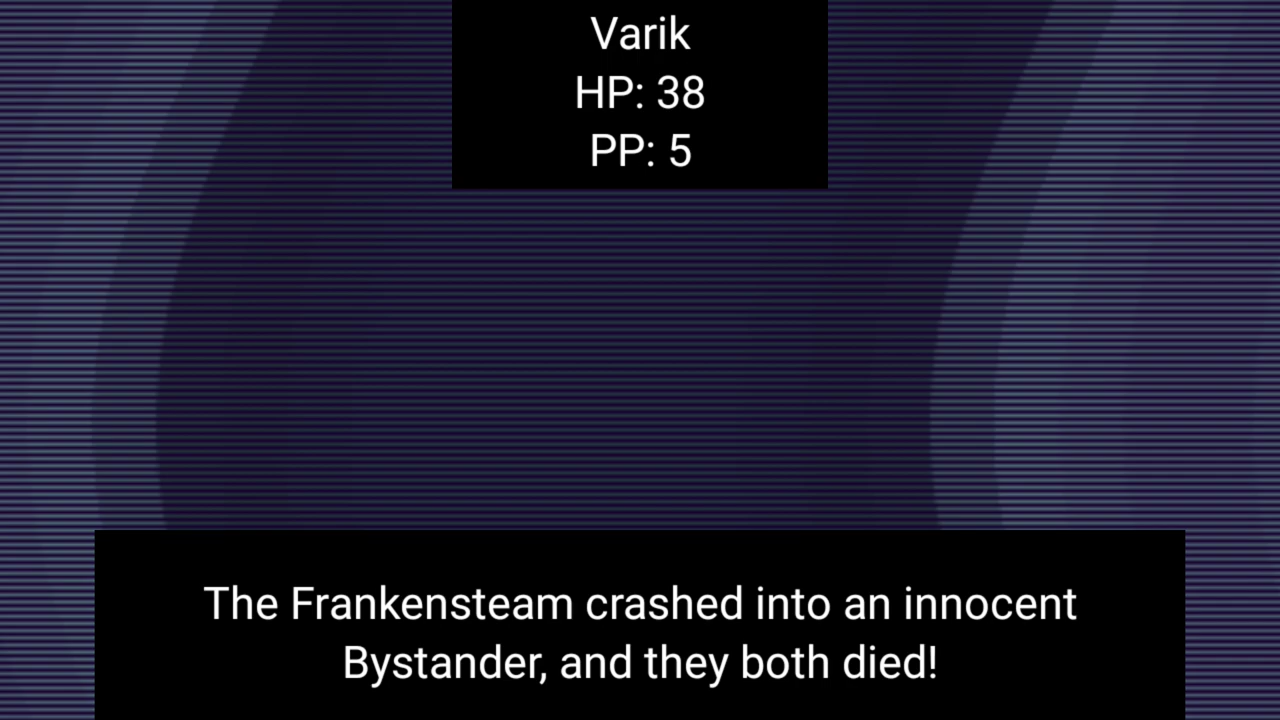 Varik
HP: 38
PP: 5
The Frankensteam crashed into an innocent
Bystander, and they both died!